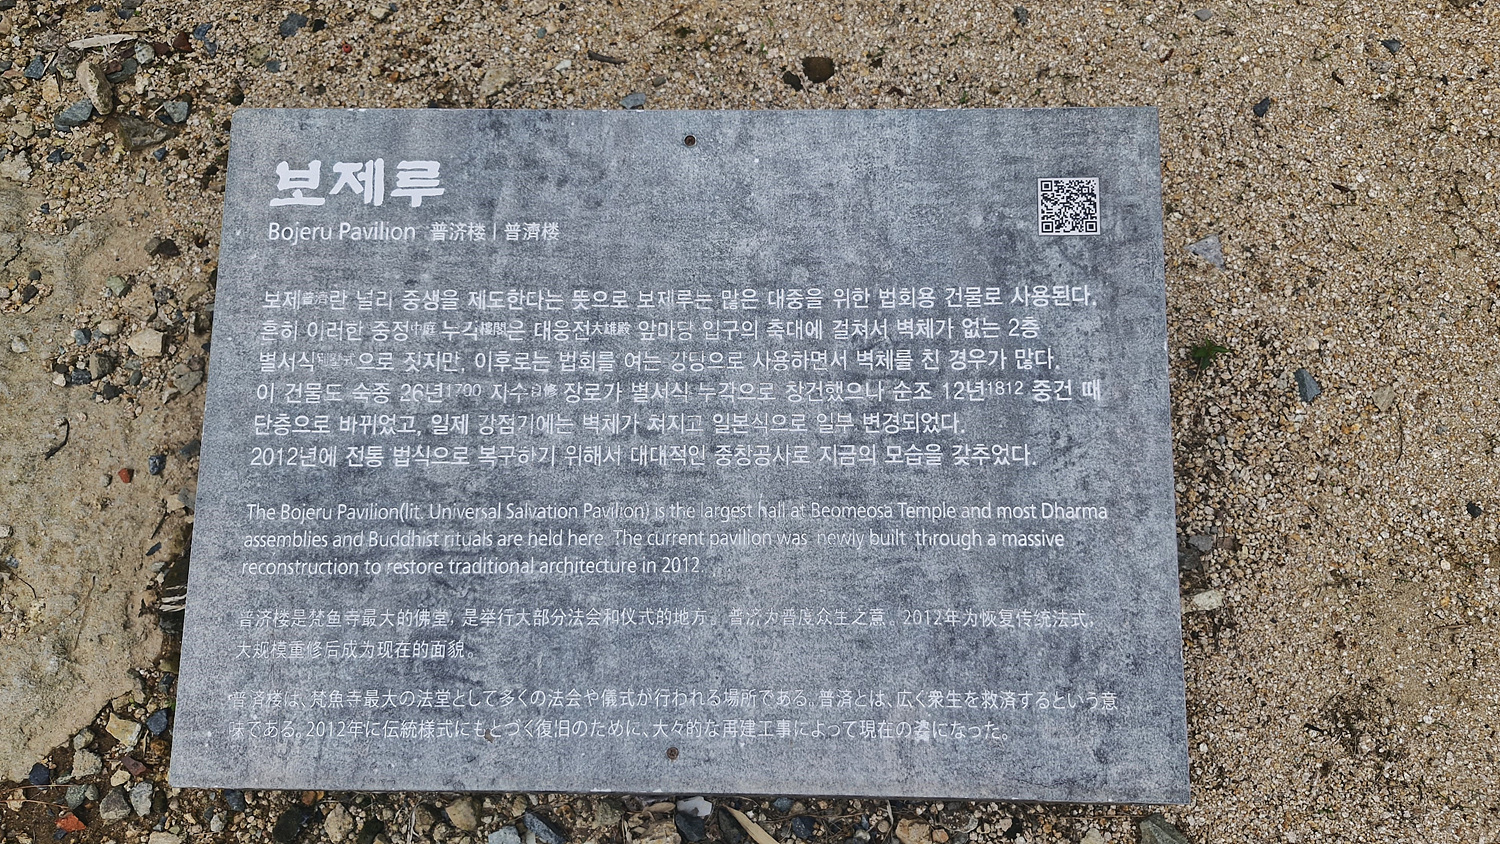 보제루
Bojeru Pavilion 普济楼 | 普濟楼
보제普濟란 널리 중생을 제도한다는 뜻으로 보제루는 많은 대중을 위한 법회용 건물로 사용된다.
흔히 이러한 중정中庭 누각樓閣은 대웅전大雄殿 앞마당 입구의 축대에 걸쳐서 벽체가 없는 2층
별서식으로 짓지만, 이후로는 법회를 여는 강당으로 사용하면서 벽체를 친 경우가 많다.
이 건물도 숙종 26년1700 자수自修 장로가 별서식 누각으로 창건했으나 순조 12년1812 중건 때
단층으로 바뀌었고, 일제 강점기에는 벽체가 쳐지고 일본식으로 일부 변경되었다.
2012년에 전통 법식으로 복구하기 위해서 대대적인 중창공사로 지금의 모습을 갖추었다.
The Bojeru Pavilion(lit. Universal Salvation Pavilion) is the largest hall at Beomeosa Temple and most Dharma
assemblies and Buddhist rituals are held here. The current pavilion was newly built through a massive
reconstruction to restore traditional architecture in 2012.
普济楼是梵鱼寺最大的佛堂, 是举行大部分法会和仪式的地方。普济为普度众生之意。2012年为恢复传统法式,
大规模重修后成为现在的面貌。
普済楼は、梵魚寺最大の法堂として多くの法会や儀式が行われる場所である。普済とは、広く衆生を救済するという意
味である。2012年に伝統様式にもとづく復旧のために、大々的な再建工事によって現在の姿になった。